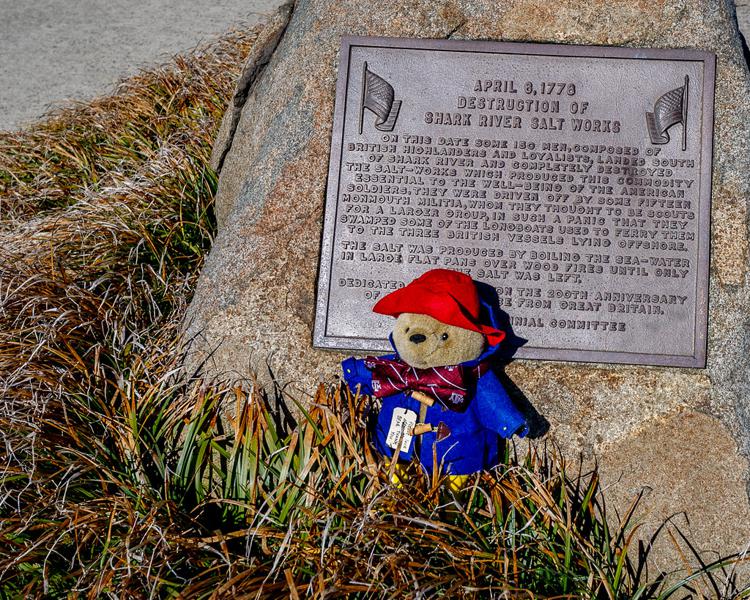 APRIL 8, 1778
DESTRUCTION OF
SHARK RIVER SALT WORKS
ON THIS DATE SOME 150 MEN, COMPOSED OF
BRITISH HIGHLANDERS AND LOYALISTS, LANDED SOUTH
OF SHARK RIVER AND COMPLETELY DESTROYED
THE SALT-WORKS WHICH PRODUCED THIS COMMODITY
ESSENTIAL TO THE WELL-BEING OF THE AMERICAN
SOLDIERS. THEY WERE DRIVEN OFF BY SOME FIFTEEN
MONMOUTH MILITIA, WHOM THEY THOUGHT TO BE SCOUTS
FOR A LARGER GROUP, IN SUCH A PANIC THAT THEY
SWAMPED SOME OF THE LONGBOATS USED TO FERRY THEM
TO THE THREE BRITISH VESSELS LYING OFFSHORE.
THE SALT WAS PRODUCED BY BOILING THE SEA-WATER
IN LARGE FLAT PANS OVER WOOD FIRES UNTIL ONLY
THE SALT WAS LEFT.
DEDICATED ON THE 200TH ANNIVERSARY
OF FROM GREAT BRITAIN.
COMMITTEE